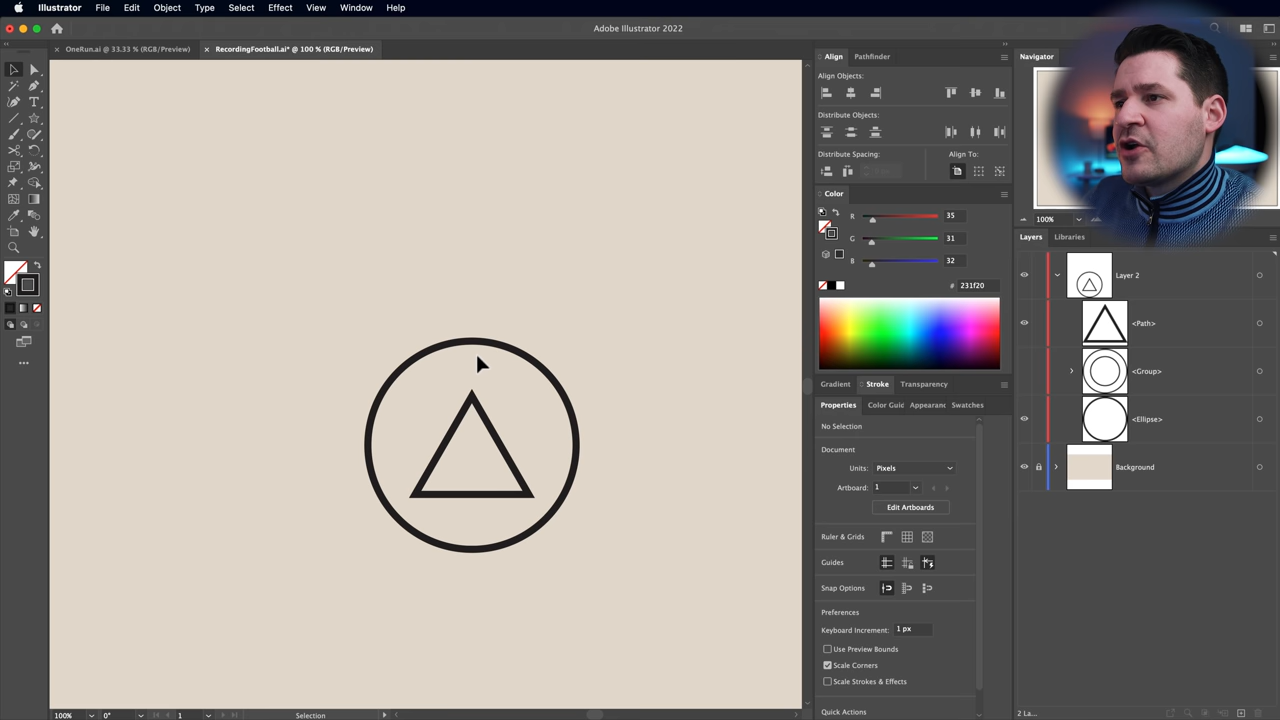 Illustrator File Edit Object Type Select Effect View Window Help
Adobe Illustrator 2022
OneRun.ai @ 33.33 % (RGB/Preview)
RecordingFootball.ai* @ 100 % (RGB/Preview)
Align Pathfinder
Align Objects:
Distribute Objects:
Distribute Spacing:
Align To:
Color
R 35
G 31
B 32
# 231f20
Gradient Stroke Transparency
Properties Color Guid Appearanc Swatches
No Selection
Document
Units: Pixels
Artboard: 1
Edit Artboards
Ruler & Grids
Guides
Snap Options
Preferences
Keyboard Increment: 1 px
Use Preview Bounds
Scale Corners
Scale Strokes & Effects
Quick Actions
Navigator
100%
Layers Libraries
Layer 2
<Path>
<Group>
<Ellipse>
Background
100% 0° 1 Selection
2 La...